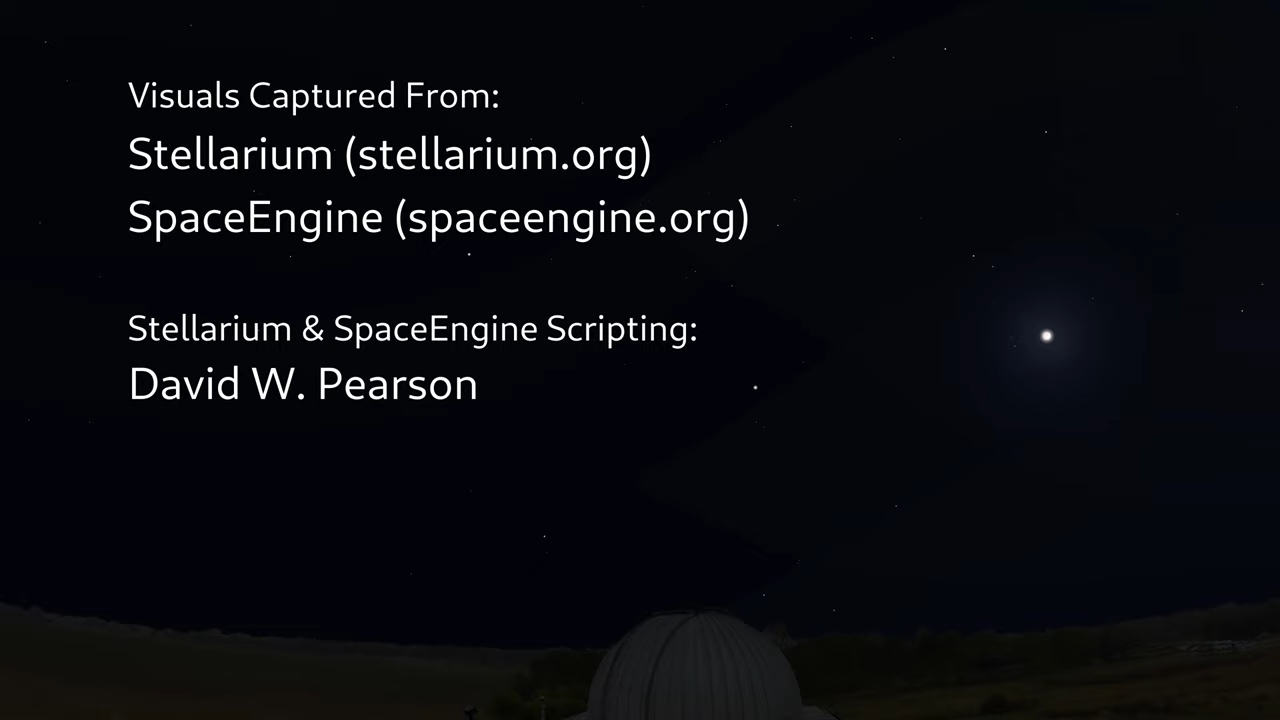 Visuals Captured From:
Stellarium (stellarium.org)
SpaceEngine (spaceengine.org)
Stellarium & SpaceEngine Scripting:
David W. Pearson